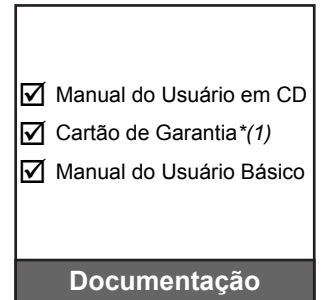 ☑ Manual do Usuário em CD
☑ Cartão de Garantia*(1)
☑ Manual do Usuário Básico
Documentação